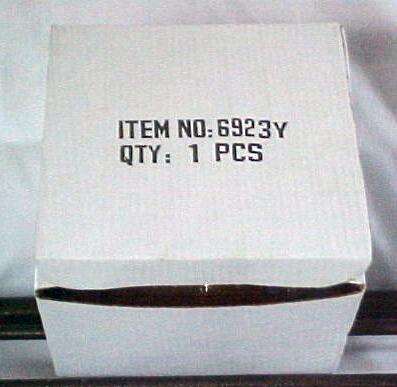 ITEM NO: 6923Y
QTY: 1 PCS